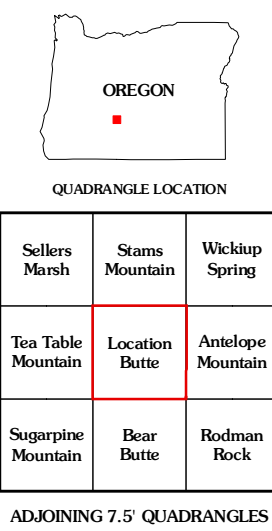 OREGON
QUADRANGLE LOCATION
Sellers
Marsh
Stams
Mountain
Wickiup
Spring
Tea Table
Mountain
Location
Butte
Antelope
Mountain
Sugarpine
Mountain
Bear
Butte
Rodman
Rock
ADJOINING 7.5' QUADRANGLES